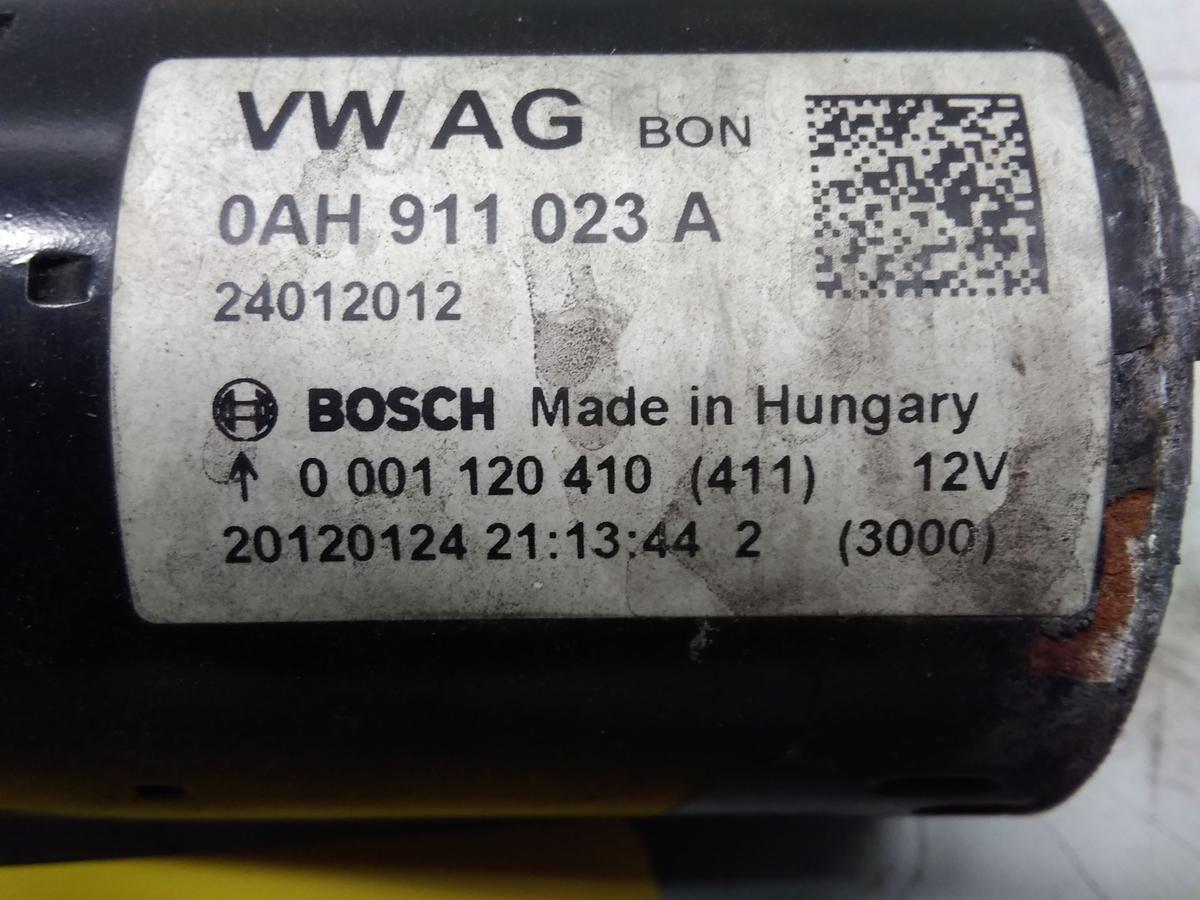 VW AG BON
0AH 911 023 A
24012012
BOSCH Made in Hungary
↑ 0 001 120 410 (411) 12V
20120124 21:13:44 2 (3000)